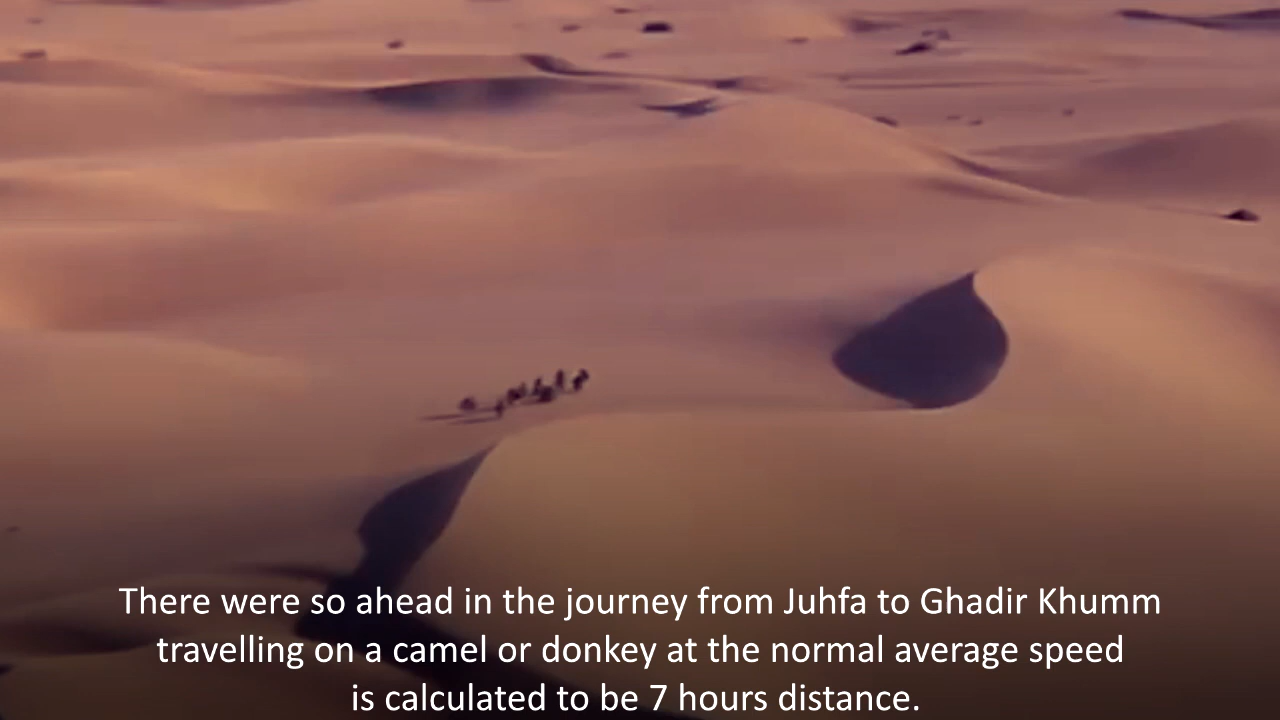 There were so ahead in the journey from Juhfa to Ghadir Khumm
travelling on a camel or donkey at the normal average speed
is calculated to be 7 hours distance.